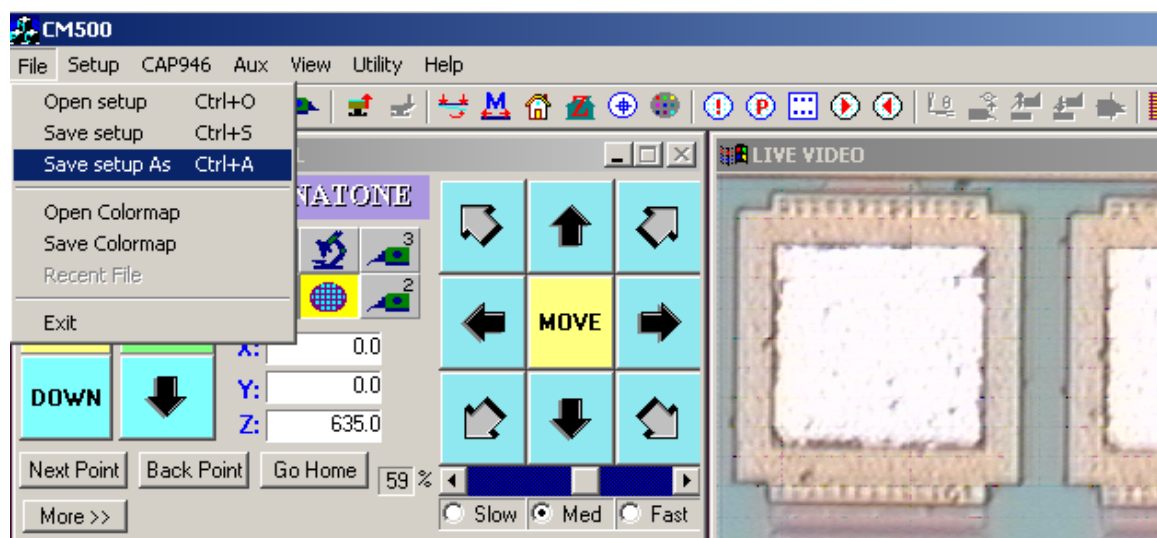 CM500
File Setup CAP946 Aux View Utility Help
Open setup Ctrl+O
Save setup Ctrl+S
Save setup As Ctrl+A
Open Colormap
Save Colormap
Recent File
Exit
LIVE VIDEO
3
2
MOVE
X: 0.0
DOWN
Y: 0.0
Z: 635.0
Next Point Back Point Go Home 59 %
More >>
Slow Med Fast